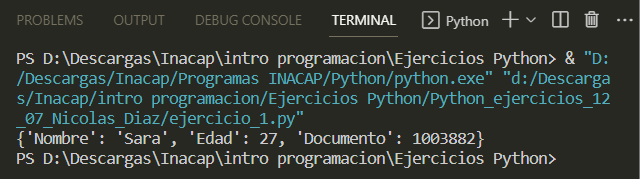 PROBLEMS OUTPUT DEBUG CONSOLE TERMINAL Python
PS D:\Descargas\Inacap\intro programacion\Ejercicios Python> & "D:
/Descargas/Inacap/Programas INACAP/Python/python.exe" "d:/Descarga
s/Inacap/intro programacion/Ejercicios Python/Python_ejercicios_12
_07_Nicolas_Diaz/ejercicio_1.py"
{'Nombre': 'Sara', 'Edad': 27, 'Documento': 1003882}
PS D:\Descargas\Inacap\intro programacion\Ejercicios Python>